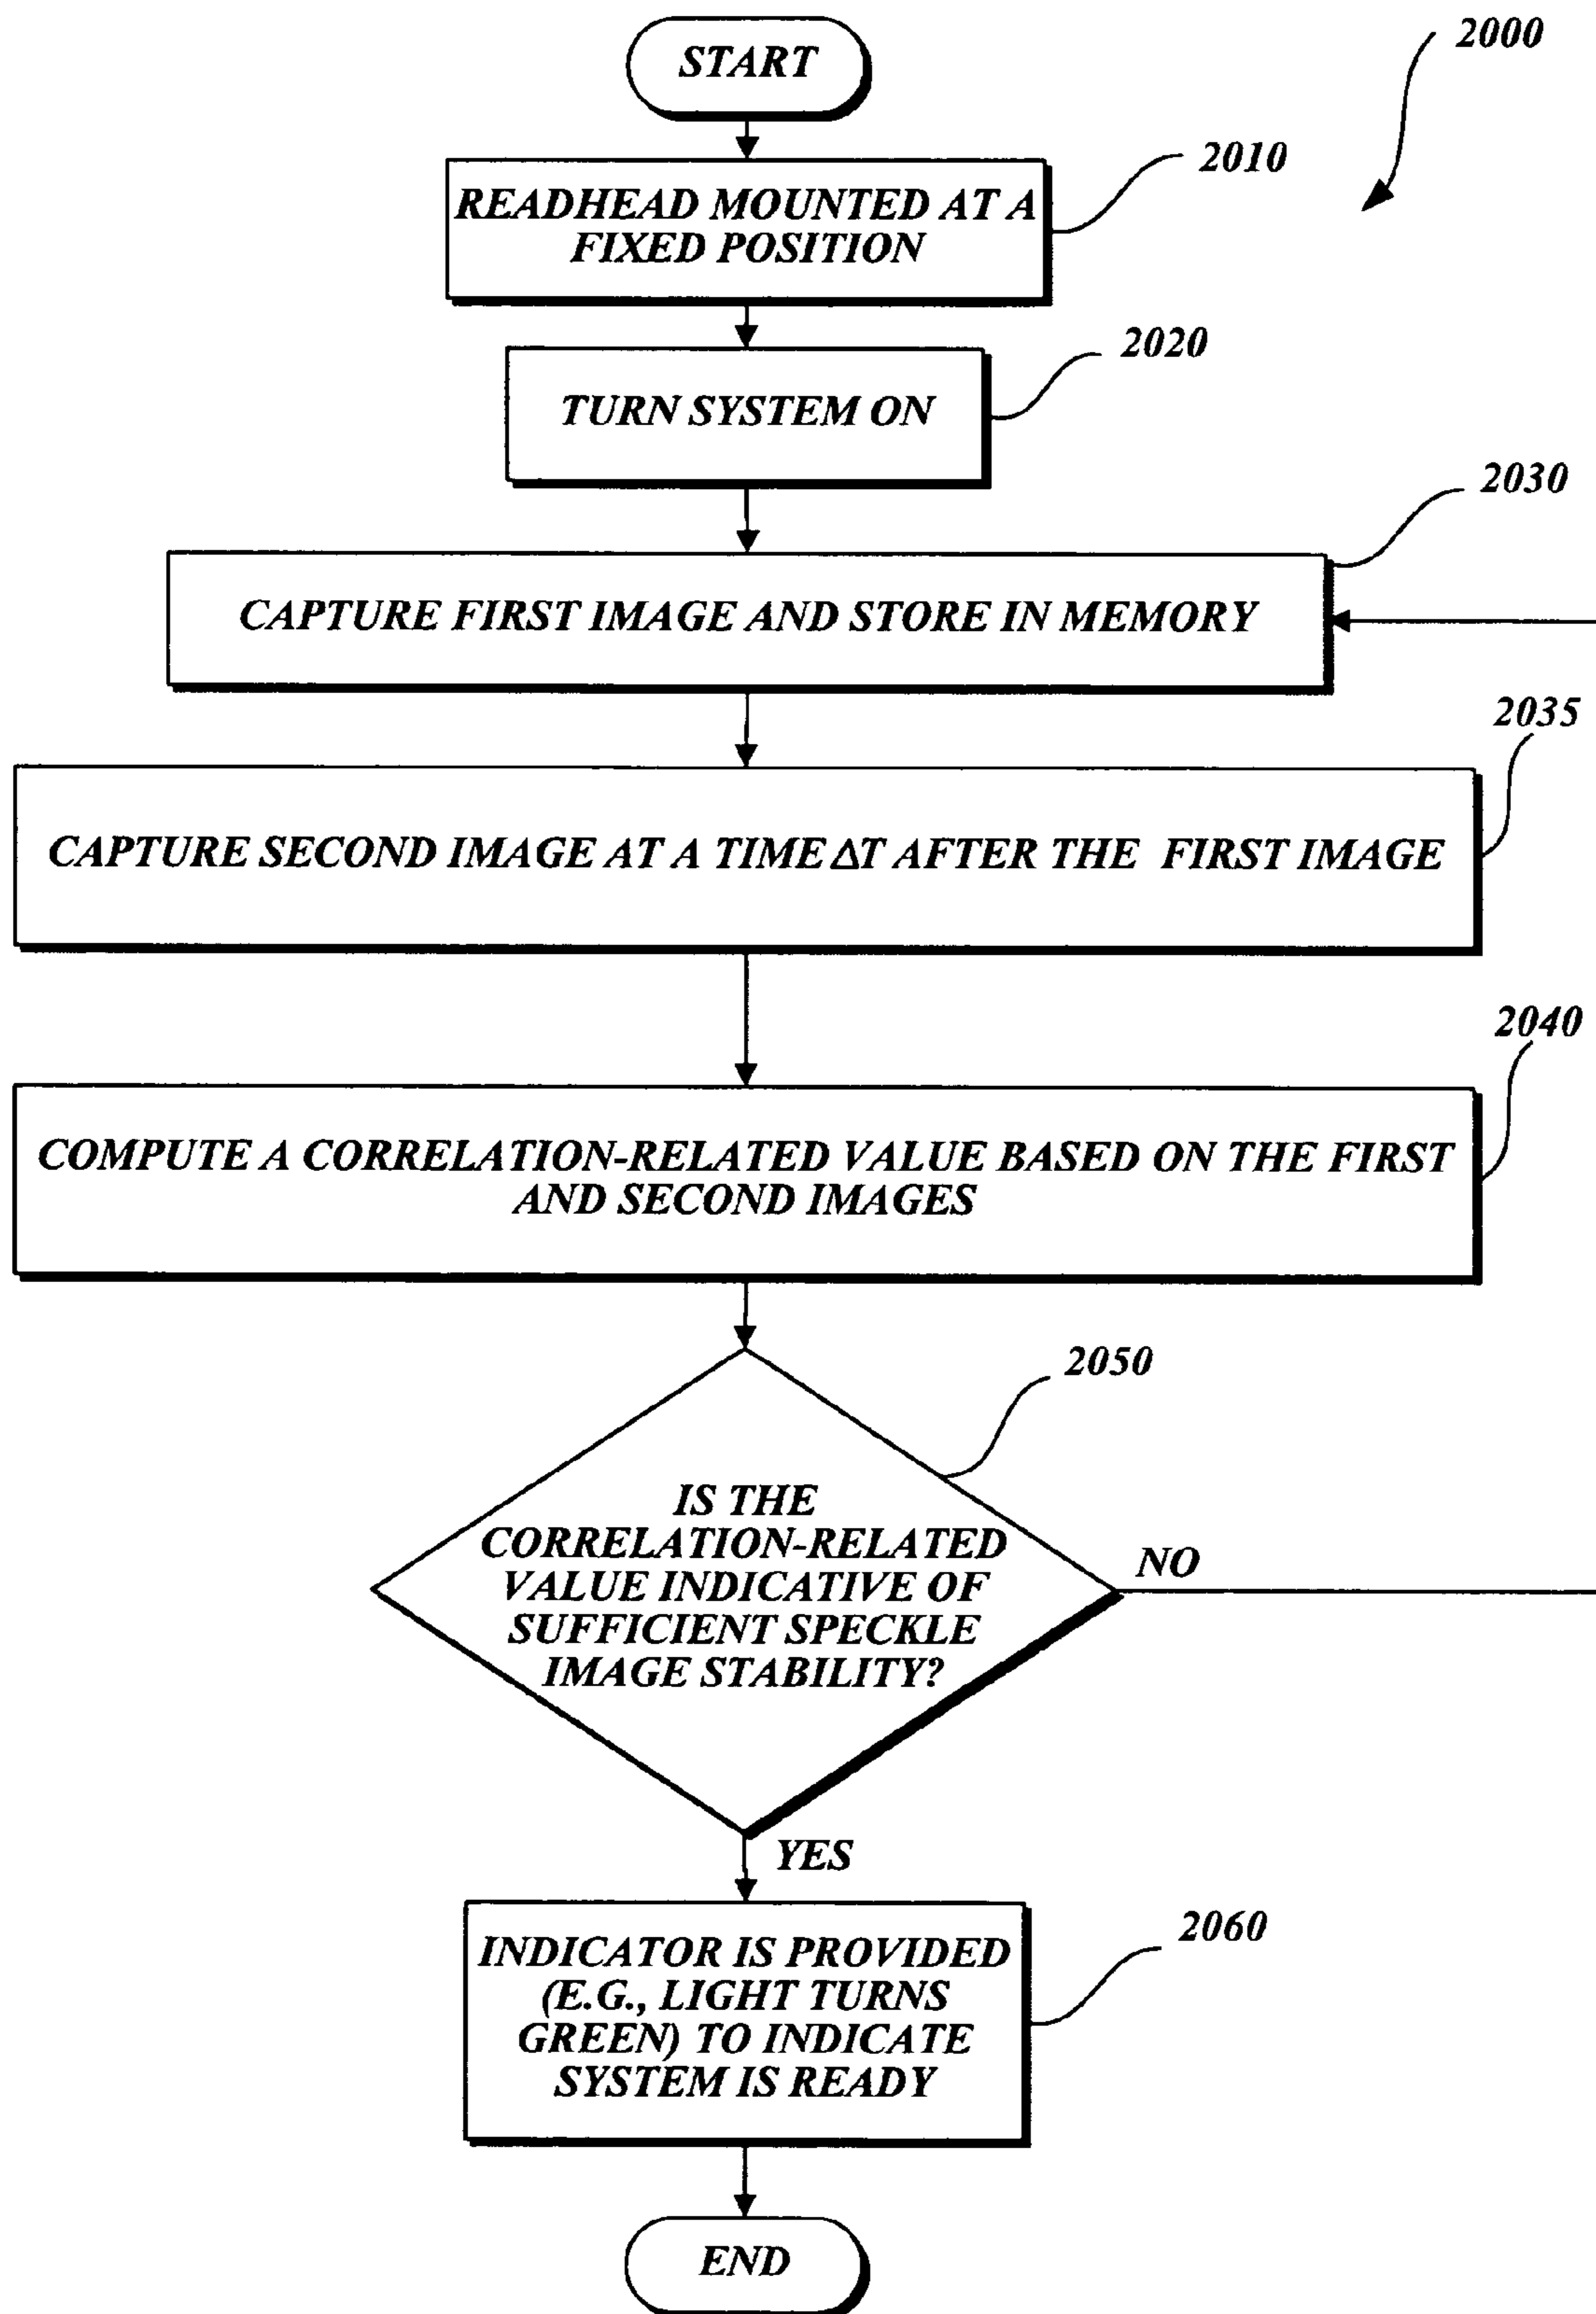 START
2000
2010
READHEAD MOUNTED AT A
FIXED POSITION
2020
TURN SYSTEM ON
2030
CAPTURE FIRST IMAGE AND STORE IN MEMORY
2035
CAPTURE SECOND IMAGE AT A TIME ΔT AFTER THE FIRST IMAGE
2040
COMPUTE A CORRELATION-RELATED VALUE BASED ON THE FIRST
AND SECOND IMAGES
2050
IS THE
CORRELATION-RELATED
VALUE INDICATIVE OF
SUFFICIENT SPECKLE
IMAGE STABILITY?
NO
YES
2060
INDICATOR IS PROVIDED
(E.G., LIGHT TURNS
GREEN) TO INDICATE
SYSTEM IS READY
END